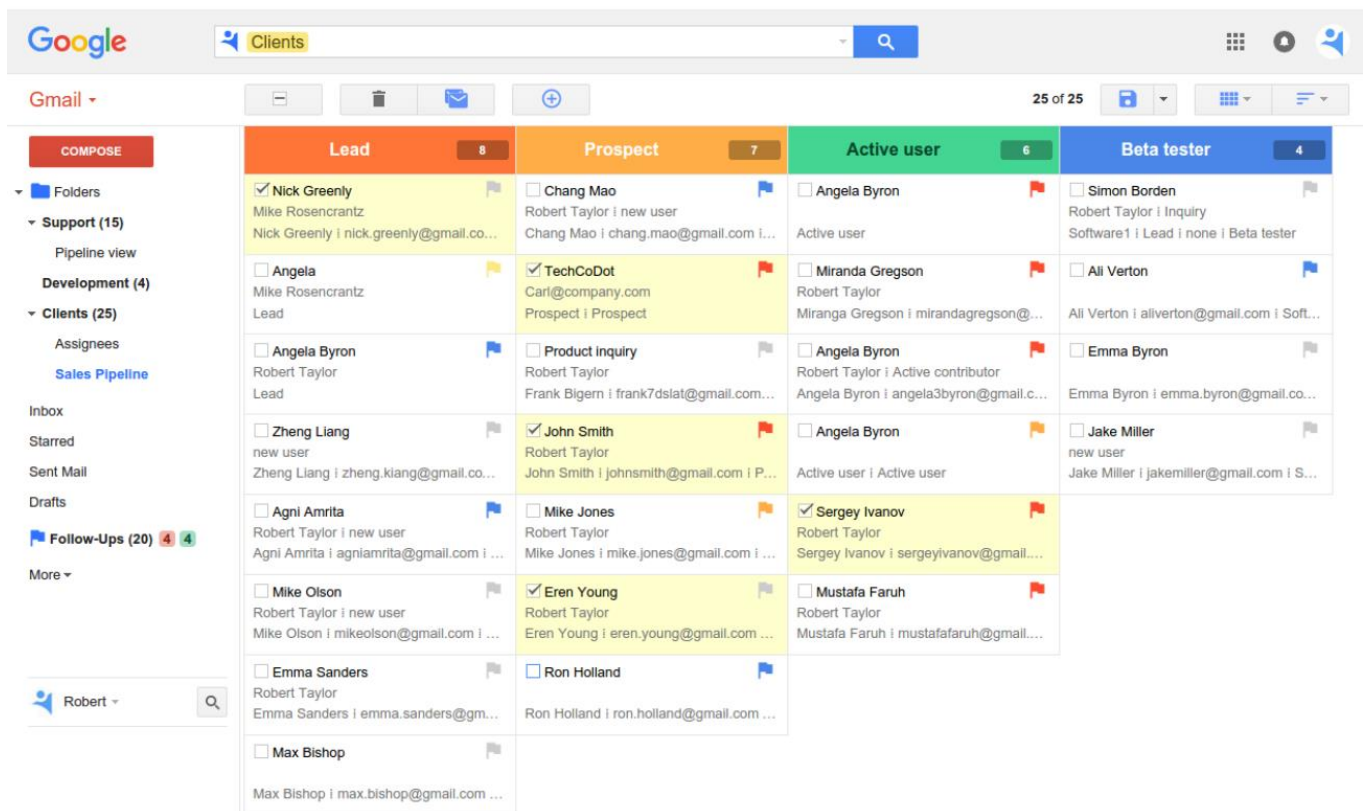 Google
Clients
Gmail
25 of 25
COMPOSE
Folders
Support (15)
Pipeline view
Development (4)
Clients (25)
Assignees
Sales Pipeline
Inbox
Starred
Sent Mail
Drafts
Follow-Ups (20) 4 4
More
Robert
Lead 8
Nick Greenly
Mike Rosencrantz
Nick Greenly i nick.greenly@gmail.co...
Angela
Mike Rosencrantz
Lead
Angela Byron
Robert Taylor
Lead
Zheng Liang
new user
Zheng Liang i zheng.kiang@gmail.co...
Agni Amrita
Robert Taylor i new user
Agni Amrita i agniamrita@gmail.com i ...
Mike Olson
Robert Taylor i new user
Mike Olson i mikeolson@gmail.com i ...
Emma Sanders
Robert Taylor
Emma Sanders i emma.sanders@gm...
Max Bishop
Max Bishop i max.bishop@gmail.com ...
Prospect 7
Chang Mao
Robert Taylor i new user
Chang Mao i chang.mao@gmail.com i...
TechCoDot
Carl@company.com
Prospect i Prospect
Product inquiry
Robert Taylor
Frank Bigern i frank7dslat@gmail.com...
John Smith
Robert Taylor
John Smith i johnsmith@gmail.com i P...
Mike Jones
Robert Taylor
Mike Jones i mike.jones@gmail.com i ...
Eren Young
Robert Taylor
Eren Young i eren.young@gmail.com ...
Ron Holland
Ron Holland i ron.holland@gmail.com ...
Active user 6
Angela Byron
Active user
Miranda Gregson
Robert Taylor
Miranga Gregson i mirandagregson@...
Angela Byron
Robert Taylor i Active contributor
Angela Byron i angela3byron@gmail.c...
Angela Byron
Active user i Active user
Sergey Ivanov
Robert Taylor
Sergey Ivanov i sergeyivanov@gmail....
Mustafa Faruh
Robert Taylor
Mustafa Faruh i mustafafaruh@gmail....
Beta tester 4
Simon Borden
Robert Taylor i Inquiry
Software1 i Lead i none i Beta tester
Ali Verton
Ali Verton i aliverton@gmail.com i Soft...
Emma Byron
Emma Byron i emma.byron@gmail.co...
Jake Miller
new user
Jake Miller i jakemiller@gmail.com i S...